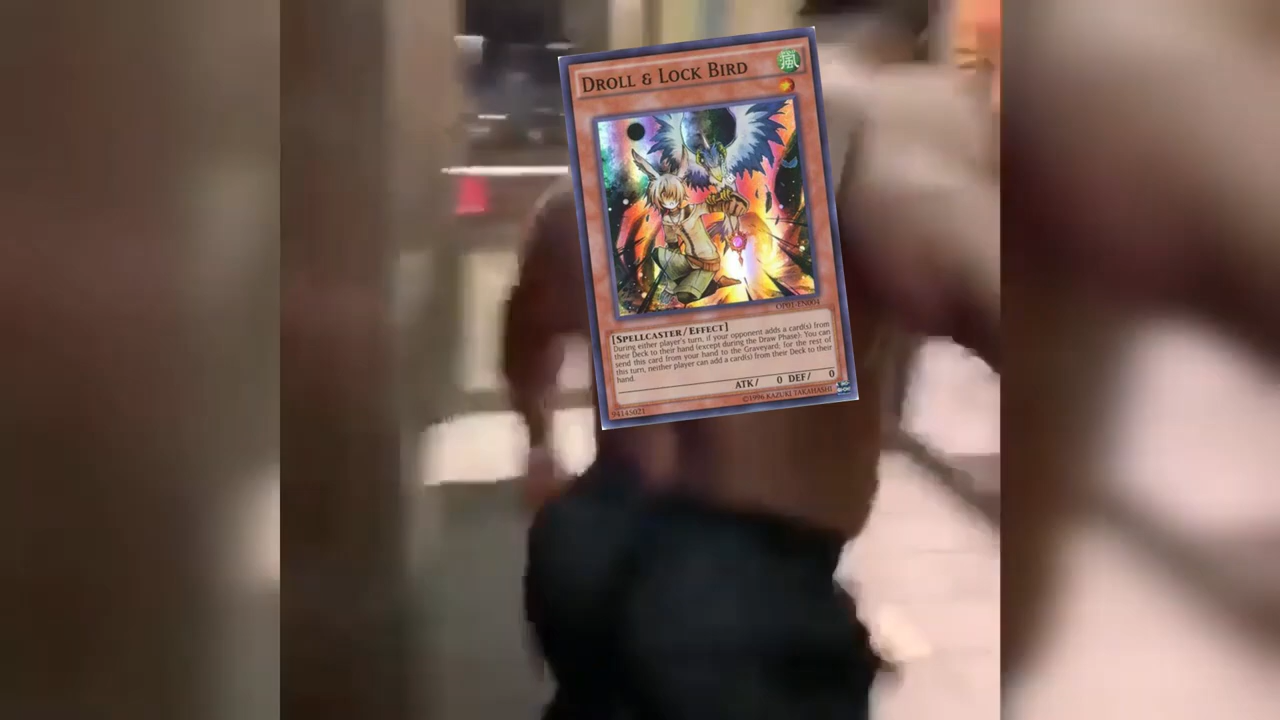 DROLL & LOCK BIRD
風
OP01-EN004
[SPELLCASTER/EFFECT]
During either player's turn, if your opponent adds a card(s) from
their Deck to their hand (except during the Draw Phase): You can
send this card from your hand to the Graveyard; for the rest of
this turn, neither player can add a card(s) from their Deck to their
hand.
ATK/ 0 DEF/ 0
94145021
©1996 KAZUKI TAKAHASHI